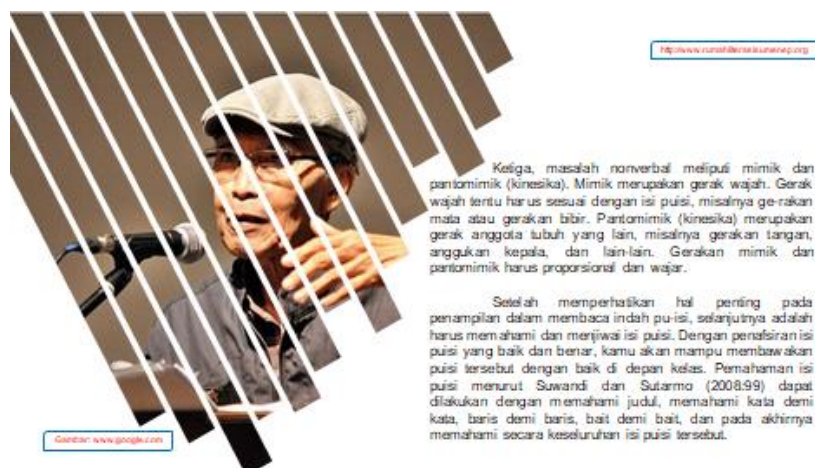 http://www.rumahliterasisumenep.org
Ketiga, masalah nonverbal meliputi mimik dan
pantomimik (kinesika). Mimik merupakan gerak wajah. Gerak
wajah tentu harus sesuai dengan isi puisi, misalnya ge-rakan
mata atau gerakan bibir. Pantomimik (kinesika) merupakan
gerak anggota tubuh yang lain, misalnya gerakan tangan,
anggukan kepala, dan lain-lain. Gerakan mimik dan
pantomimik harus proporsional dan wajar.
Setelah memperhatikan hal penting pada
penampilan dalam membaca indah pu-isi, selanjutnya adalah
harus memahami dan menjiwai isi puisi. Dengan penafsiran isi
puisi yang baik dan benar, kamu akan mampu membawakan
puisi tersebut dengan baik di depan kelas. Pemahaman isi
puisi menurut Suwandi dan Sutarmo (2008:99) dapat
dilakukan dengan memahami judul, memahami kata demi
kata, baris demi baris, bait demi bait, dan pada akhirnya
memahami secara keseluruhan isi puisi tersebut.
Gambar: www.google.com